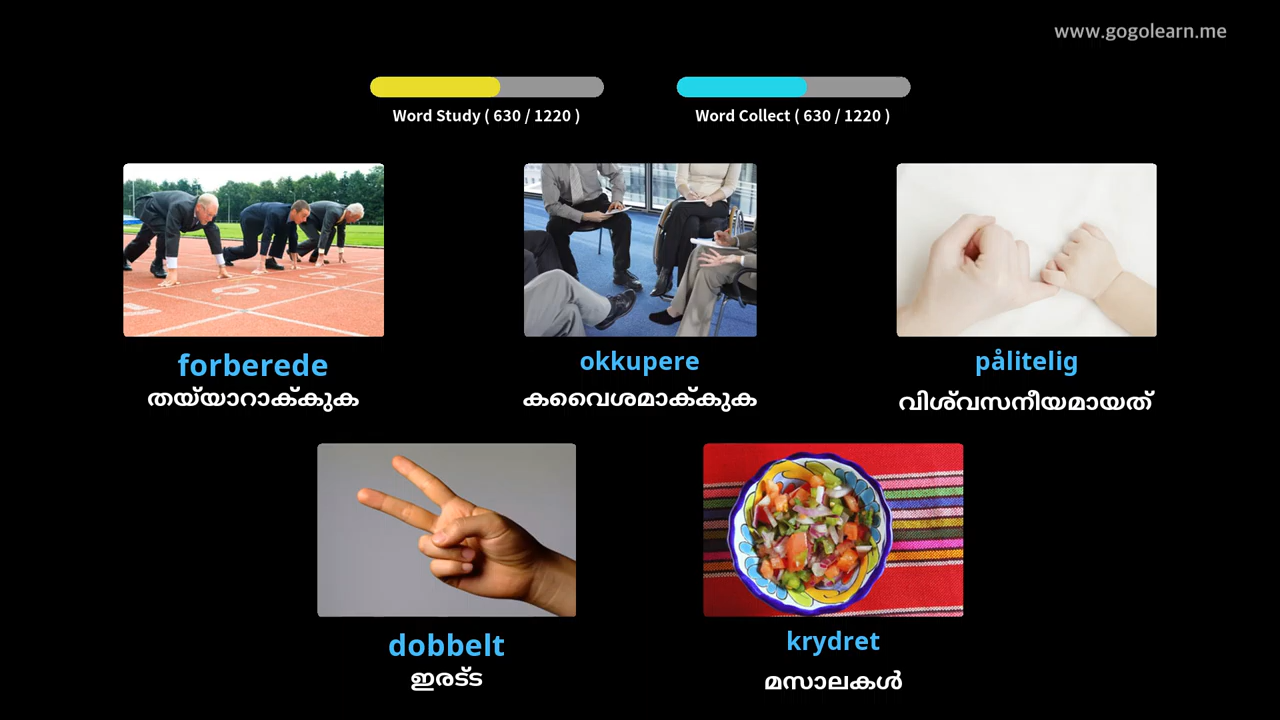 www.gogolearn.me
Word Study ( 630 / 1220 )
Word Collect ( 630 / 1220 )
forberede
തയ്യാറാക്കുക
okkupere
കൈവശമാക്കുക
pålitelig
വിശ്വസനീയമായത്
dobbelt
ഇരട്ട
krydret
മസാലകൾ